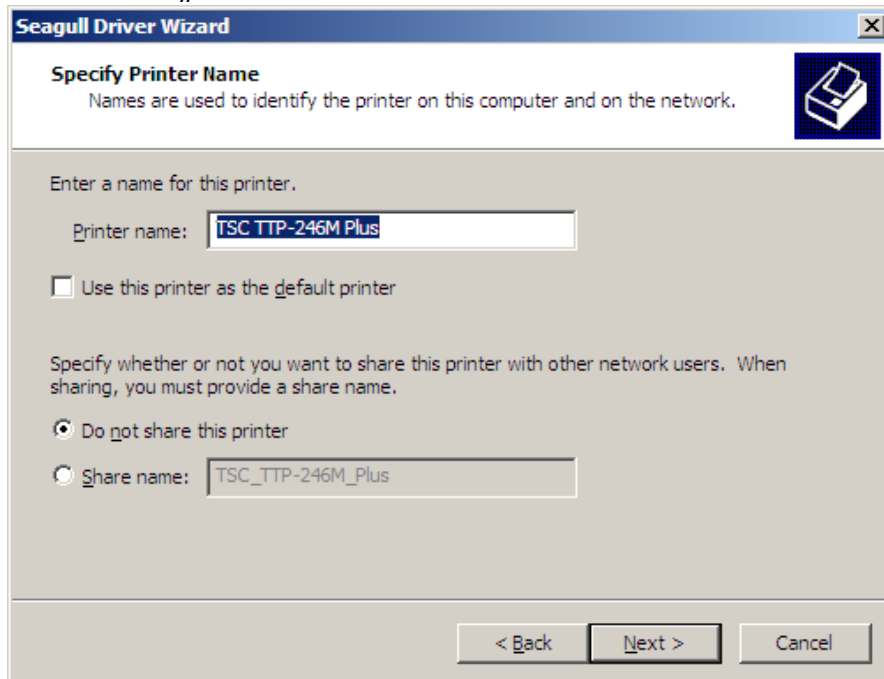 Seagull Driver Wizard
Specify Printer Name
Names are used to identify the printer on this computer and on the network.
Enter a name for this printer.
Printer name: TSC TTP-246M Plus
Use this printer as the default printer
Specify whether or not you want to share this printer with other network users.  When
sharing, you must provide a share name.
Do not share this printer
Share name: TSC_TTP-246M_Plus
< Back Next > Cancel